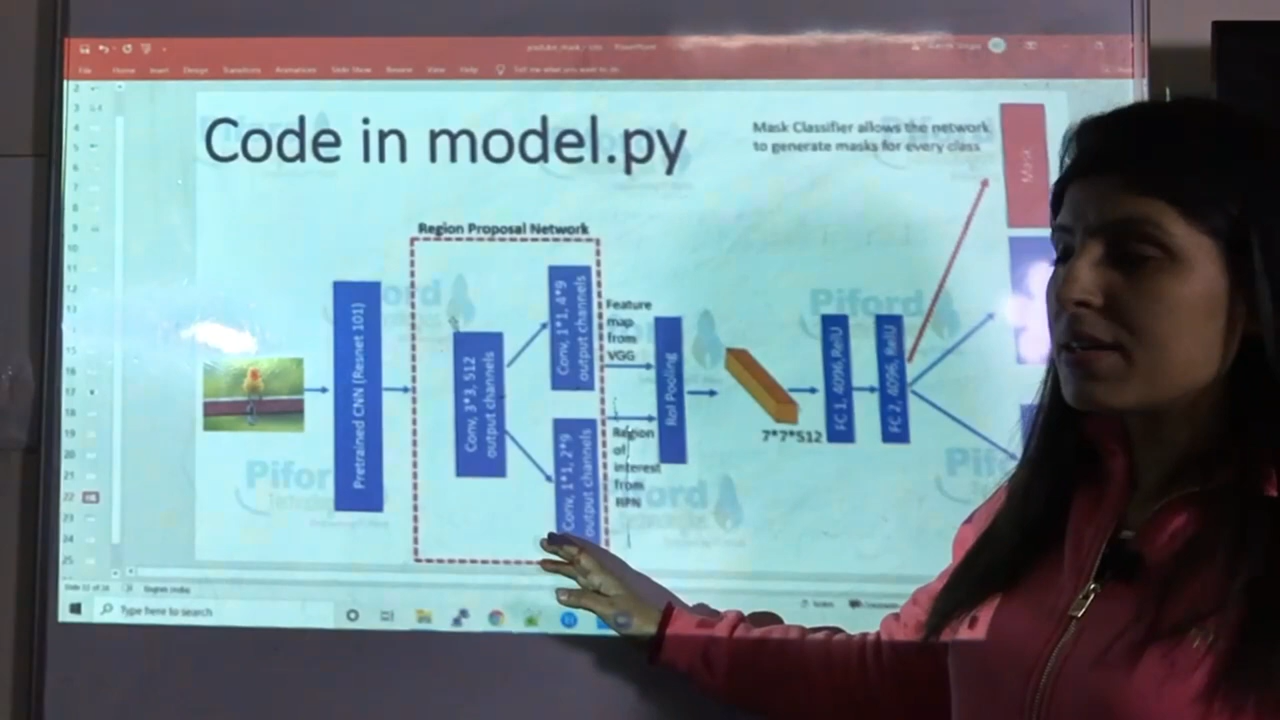 File Home Insert Design Transitions Animations Slide Show Review View Help Tell me what you want to do
Code in model.py
Mask Classifier allows the network
to generate masks for every class
Mask
Region Proposal Network
Pretrained CNN (Resnet 101)
Conv, 3*3, 512
output channels
Conv, 1*1, 4*9
output channels
Conv, 1*1, 2*9
output channels
Feature
map
from
VGG
Region
of
interest
from
RPN
RoI Pooling
7*7*512
FC 1, 4096,RelU
FC 2, 4096, RelU
Piford
Piford
Technologies
English (India)
Notes
Type here to search